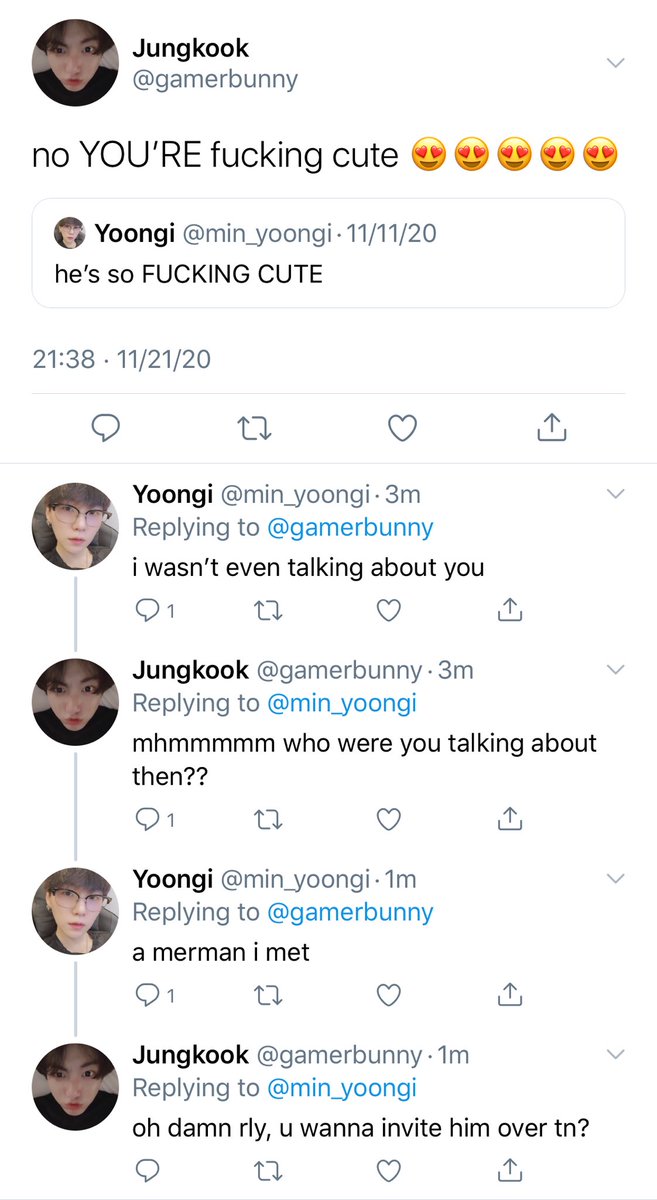 Jungkook
@gamerbunny
no YOU’RE fucking cute 😍😍😍😍😍
Yoongi @min_yoongi · 11/11/20
he’s so FUCKING CUTE
21:38 · 11/21/20
Yoongi @min_yoongi · 3m
Replying to @gamerbunny
i wasn’t even talking about you
1
Jungkook @gamerbunny · 3m
Replying to @min_yoongi
mhmmmmm who were you talking about
then??
1
Yoongi @min_yoongi · 1m
Replying to @gamerbunny
a merman i met
1
Jungkook @gamerbunny · 1m
Replying to @min_yoongi
oh damn rly, u wanna invite him over tn?